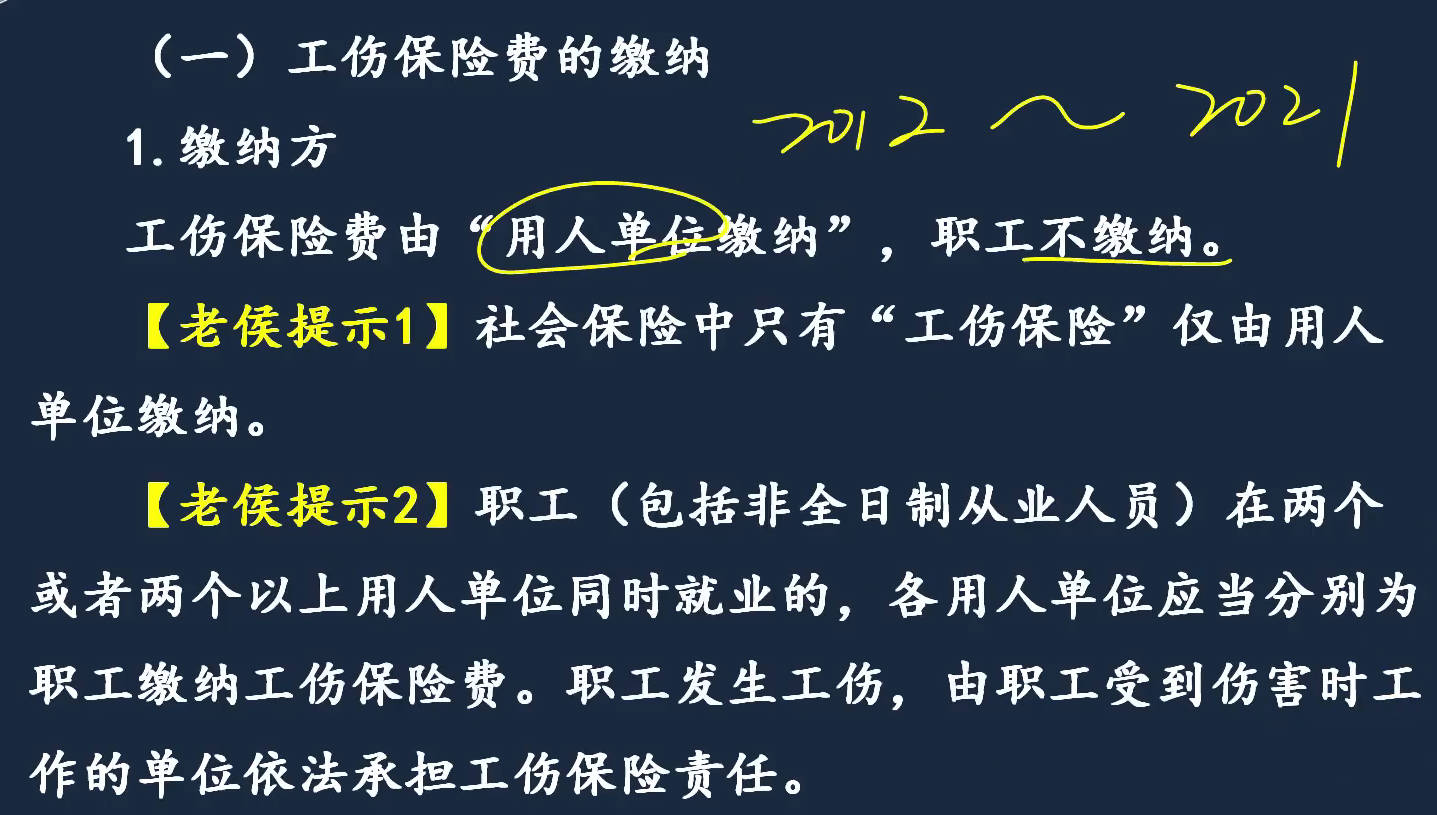 （一）工伤保险费的缴纳
2012 ~ 2021
1.缴纳方
工伤保险费由“用人单位缴纳”，职工不缴纳。
【老侯提示1】社会保险中只有“工伤保险”仅由用人
单位缴纳。
【老侯提示2】职工（包括非全日制从业人员）在两个
或者两个以上用人单位同时就业的，各用人单位应当分别为
职工缴纳工伤保险费。职工发生工伤，由职工受到伤害时工
作的单位依法承担工伤保险责任。